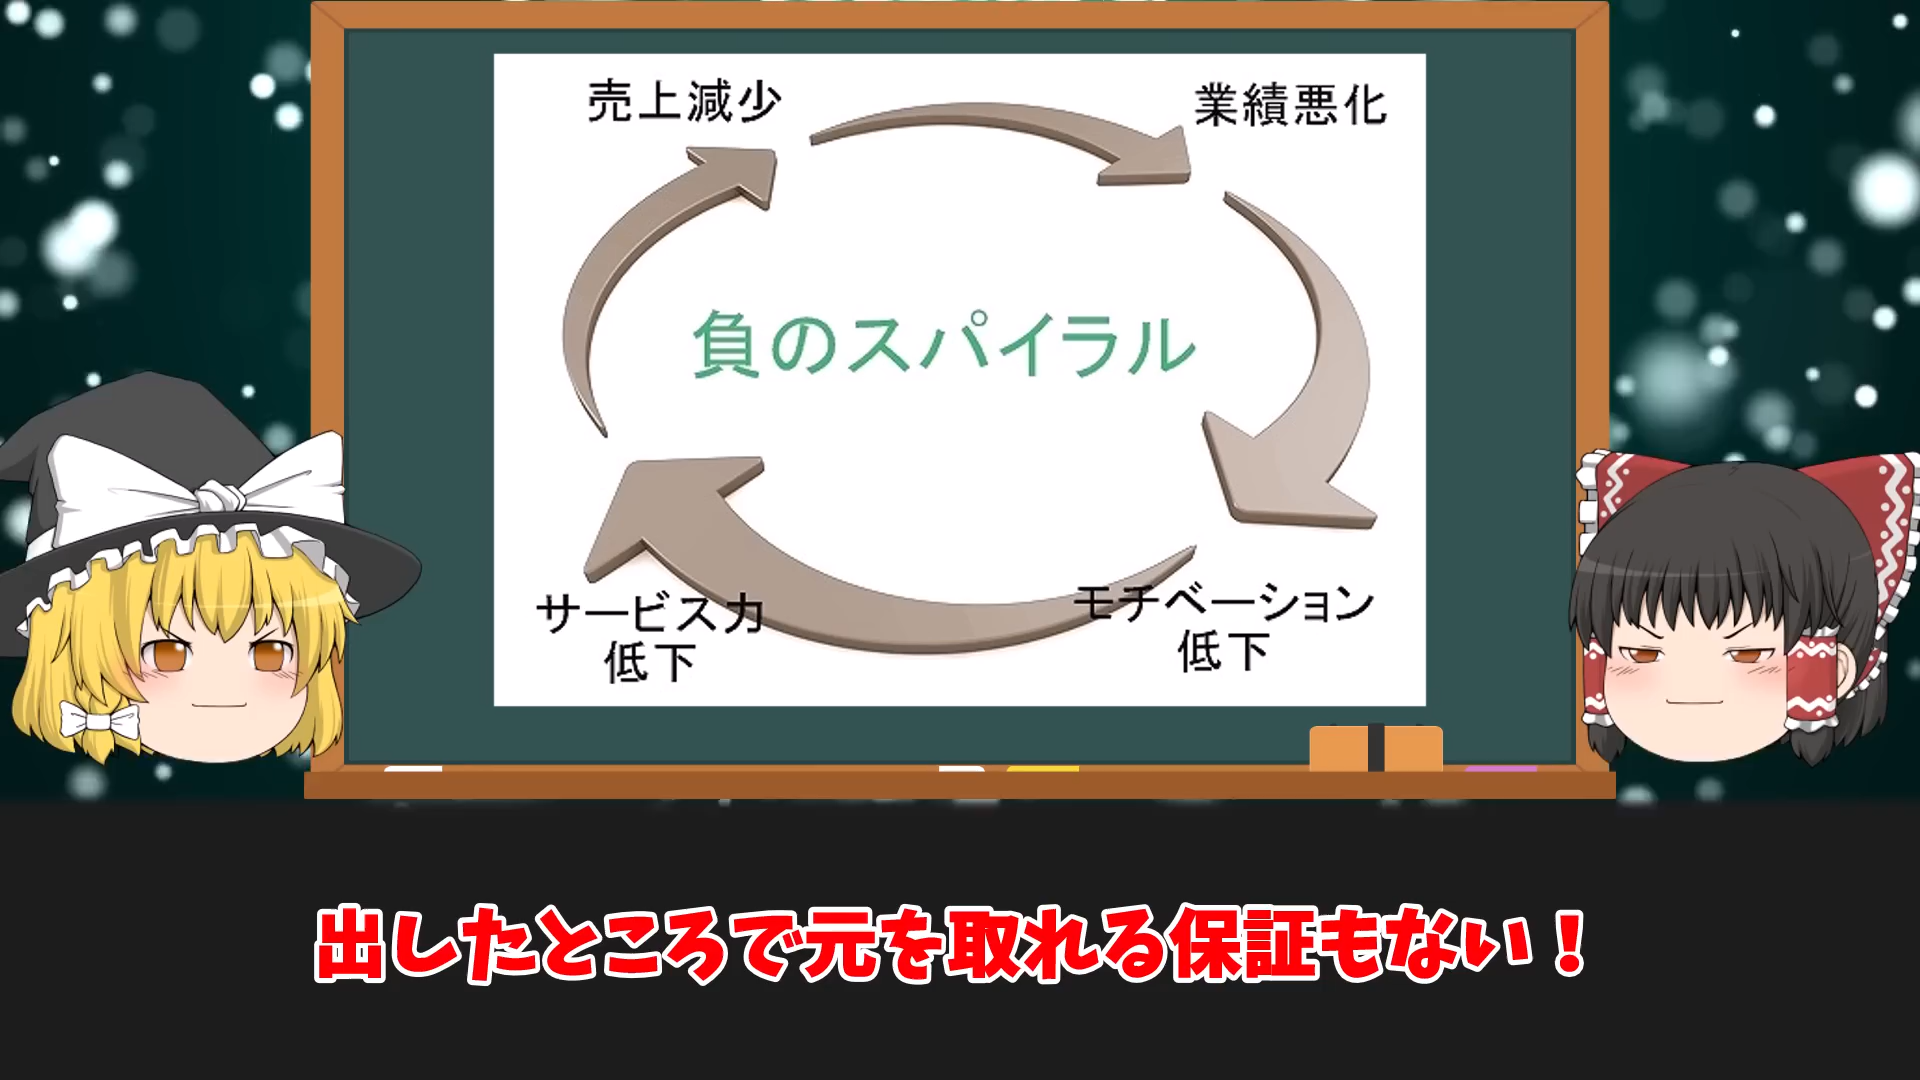 売上減少
業績悪化
負のスパイラル
サービス力
低下
モチベーション
低下
出したところで元を取れる保証もない！